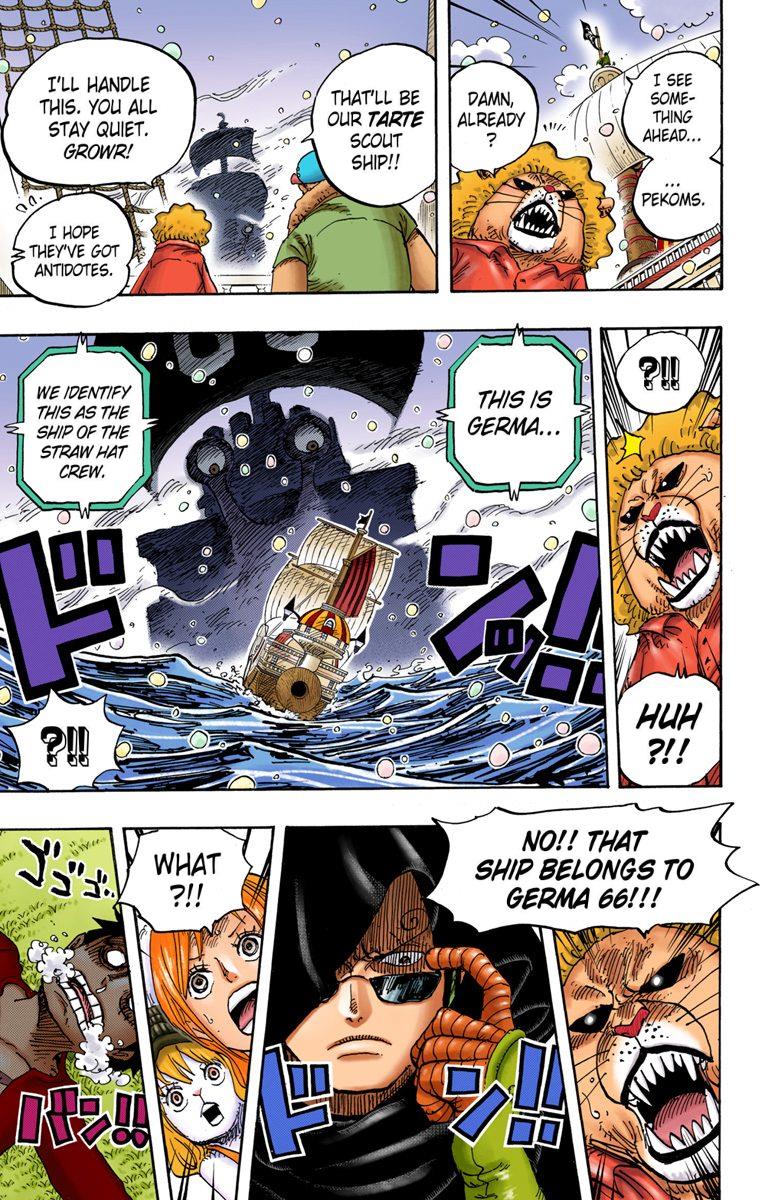 I SEE
SOME-
THING
AHEAD...
...
PEKOMS.
DAMN,
ALREADY
?
THAT'LL BE
OUR TARTE
SCOUT
SHIP!!
I'LL HANDLE
THIS. YOU ALL
STAY QUIET.
GROWR!
I HOPE
THEY'VE GOT
ANTIDOTES.
?!!
HUH
?!!
THIS IS
GERMA...
WE IDENTIFY
THIS AS THE
SHIP OF THE
STRAW HAT
CREW.
ドンッ!!
?!!
NO!! THAT
SHIP BELONGS TO
GERMA 66!!!
ドン!!
WHAT
?!!
ゴゴゴゴ..
バン!!